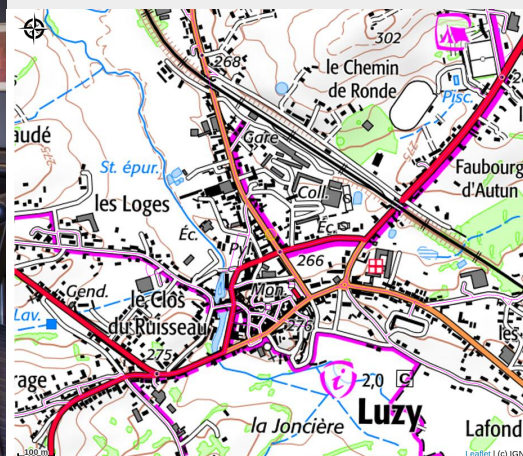 302
268
le Chemin
de Ronde
Pisc.
Gare
audé
St. épur.
Coll.
Faubourg
d'Autun
les Loges
Éc.
Éc.
266
Gend.
Mon.
le Clos
du Ruisseau
Lav.
276
275
les
rage
2,0
C
Luzy
la Joncière
Lafond
100 m
Leaflet | (c) IGN